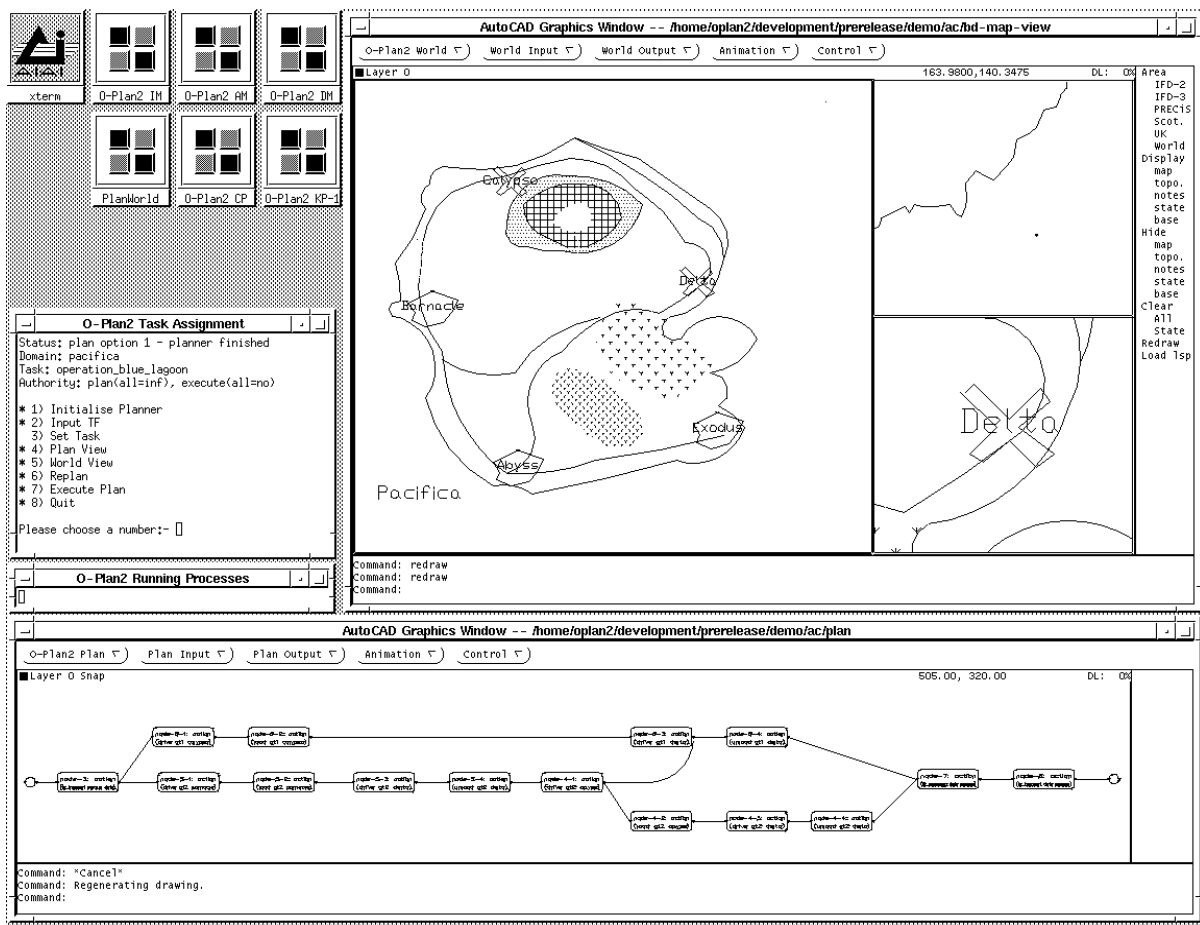 AIAI
xterm
O-Plan2 IM
O-Plan2 AM
O-Plan2 DM
PlanWorld
O-Plan2 CP
O-Plan2 KP-1
O-Plan2 Task Assignment
Status: plan option 1 - planner finished
Domain: pacifica
Task: operation_blue_lagoon
Authority: plan(all=inf), execute(all=no)
* 1) Initialise Planner
* 2) Input TF
3) Set Task
* 4) Plan View
* 5) World View
* 6) Replan
* 7) Execute Plan
* 8) Quit
Please choose a number:-
O-Plan2 Running Processes
AutoCAD Graphics Window -- /home/oplan2/development/prerelease/demo/ac/bd-map-view
O-Plan2 World
World Input
World Output
Animation
Control
Layer 0
163.9800,140.3475
DL: 0%
Calypso
Delta
Barnacle
Exodus
Abyss
Pacifica
Delta
Area
IFD-2
IFD-3
PRECiS
Scot.
UK
World
Display
map
topo.
notes
state
base
Hide
map
topo.
notes
state
base
Clear
All
State
Redraw
Load lsp
Command: redraw
Command: redraw
Command:
AutoCAD Graphics Window -- /home/oplan2/development/prerelease/demo/ac/plan
O-Plan2 Plan
Plan Input
Plan Output
Animation
Control
Layer 0 Snap
505.00, 320.00
DL: 0%
Command: *Cancel*
Command: Regenerating drawing.
Command: